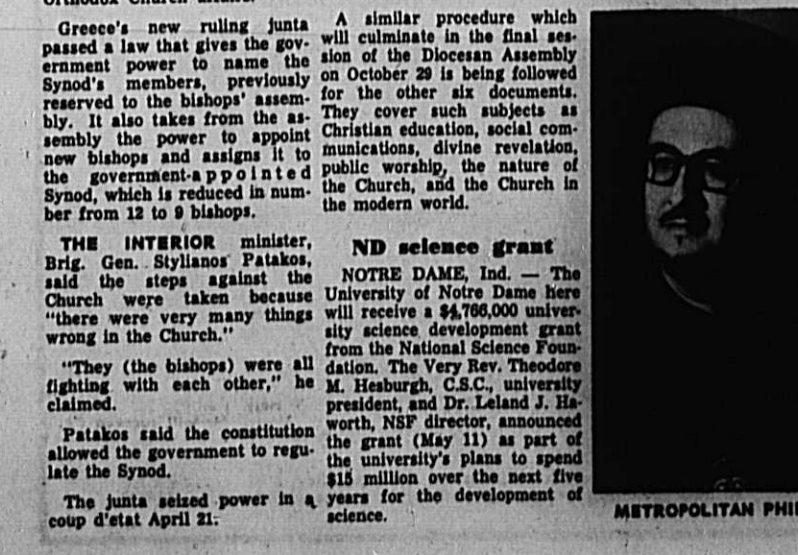 Greece's new ruling junta
passed a law that gives the gov-
ernment power to name the
Synod's members, previously
reserved to the bishops' assem-
bly. It also takes from the as-
sembly the power to appoint
new bishops and assigns it to
the government-appointed
Synod, which is reduced in num-
ber from 12 to 9 bishops.
THE INTERIOR minister,
Brig. Gen. Stylianos Patakos,
said the steps against the
Church were taken because
"there were very many things
wrong in the Church."
"They (the bishops) were all
fighting with each other," he
claimed.
Patakos said the constitution
allowed the government to regu-
late the Synod.
The junta seized power in a
coup d'etat April 21.
A similar procedure which
will culminate in the final ses-
sion of the Diocesan Assembly
on October 29 is being followed
for the other six documents.
They cover such subjects as
Christian education, social com-
munications, divine revelation,
public worship, the nature of
the Church, and the Church in
the modern world.
ND science grant
NOTRE DAME, Ind. — The
University of Notre Dame here
will receive a $4,766,000 univer-
sity science development grant
from the National Science Foun-
dation. The Very Rev. Theodore
M. Hesburgh, C.S.C., university
president, and Dr. Leland J. Ha-
worth, NSF director, announced
the grant (May 11) as part of
the university's plans to spend
$15 million over the next five
years for the development of
science.
METROPOLITAN PHI